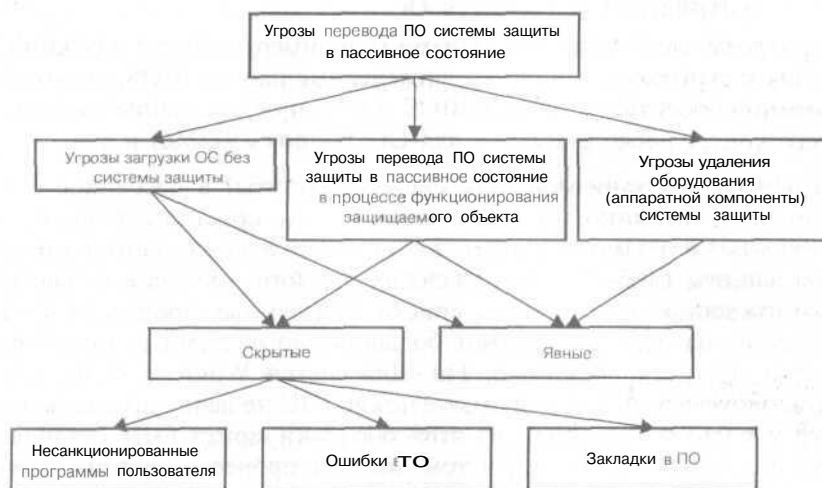 Угрозы перевода ПО системы защиты
в пассивное состояние
Угрозы загрузки ОС без
системы защиты
Угрозы перевода ПО системы
защиты в пассивное состояние
в процессе функционирования
защищаемого объекта
Угрозы удаления
оборудования
(аппаратной компоненты)
системы защиты
Скрытые
Явные
Несанкционированные
программы пользователя
Ошибки
Закладки в ПО